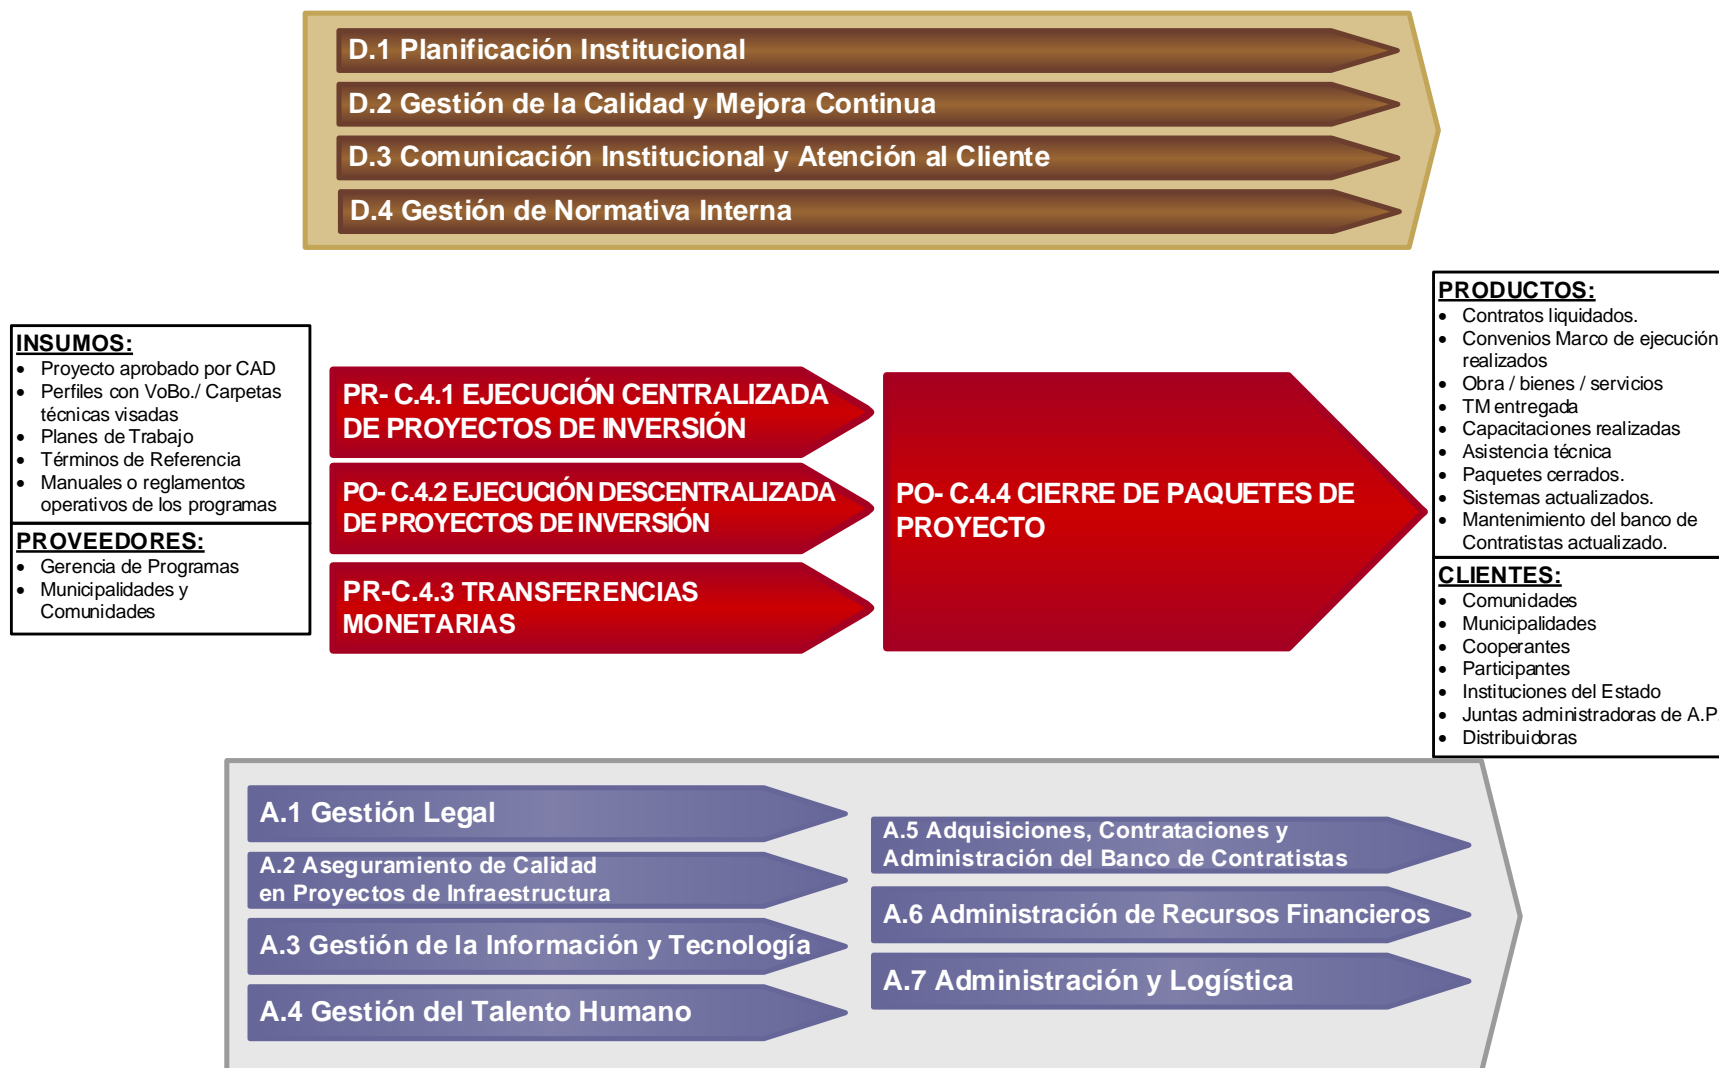 D.1 Planificación Institucional
D.2 Gestión de la Calidad y Mejora Continua
D.3 Comunicación Institucional y Atención al Cliente
D.4 Gestión de Normativa Interna
INSUMOS:
• Proyecto aprobado por CAD
• Perfiles con VoBo./ Carpetas
técnicas visadas
• Planes de Trabajo
• Términos de Referencia
• Manuales o reglamentos
operativos de los programas
PROVEEDORES:
• Gerencia de Programas
• Municipalidades y
Comunidades
PR- C.4.1 EJECUCIÓN CENTRALIZADA
DE PROYECTOS DE INVERSIÓN
PO- C.4.2 EJECUCIÓN DESCENTRALIZADA
DE PROYECTOS DE INVERSIÓN
PR-C.4.3 TRANSFERENCIAS
MONETARIAS
PO- C.4.4 CIERRE DE PAQUETES DE
PROYECTO
PRODUCTOS:
• Contratos liquidados.
• Convenios Marco de ejecución
realizados
• Obra / bienes / servicios
• TM entregada
• Capacitaciones realizadas
• Asistencia técnica
• Paquetes cerrados.
• Sistemas actualizados.
• Mantenimiento del banco de
Contratistas actualizado.
CLIENTES:
• Comunidades
• Municipalidades
• Cooperantes
• Participantes
• Instituciones del Estado
• Juntas administradoras de A.P.
• Distribuidoras
A.1 Gestión Legal
A.2 Aseguramiento de Calidad
en Proyectos de Infraestructura
A.3 Gestión de la Información y Tecnología
A.4 Gestión del Talento Humano
A.5 Adquisiciones, Contrataciones y
Administración del Banco de Contratistas
A.6 Administración de Recursos Financieros
A.7 Administración y Logística